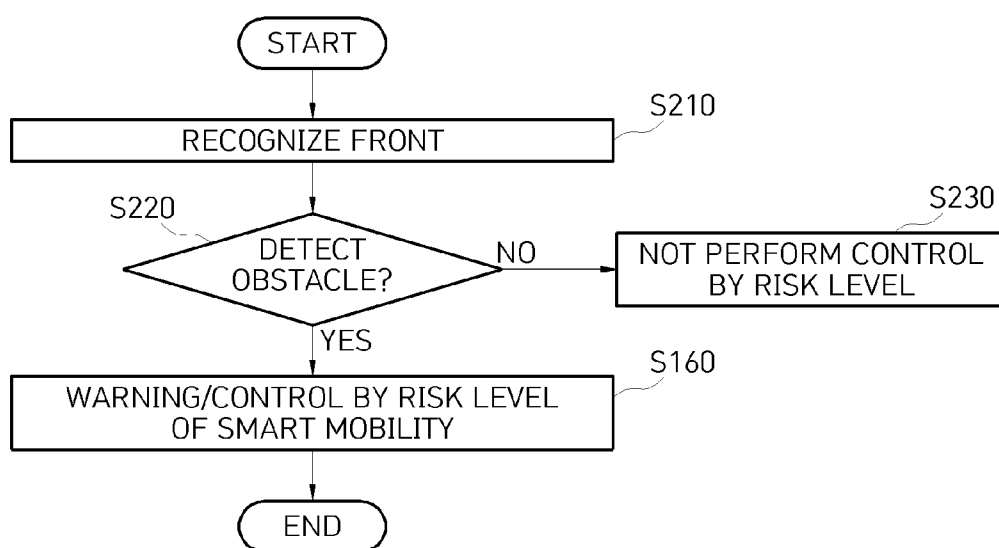 START
S210
RECOGNIZE FRONT
S220
DETECT
OBSTACLE?
NO
S230
NOT PERFORM CONTROL
BY RISK LEVEL
YES
S160
WARNING/CONTROL BY RISK LEVEL
OF SMART MOBILITY
END